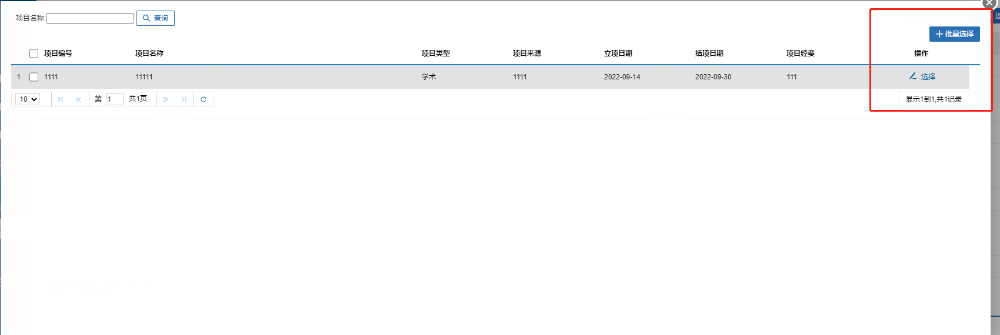 项目名称: 查询
返
批量选择
项目编号 项目名称 项目类型 项目来源 立项日期 结项日期 项目经费 操作
1 1111 11111 学术 1111 2022-09-14 2022-09-30 111 选择
10 第 1 共1页 显示1到1,共1记录